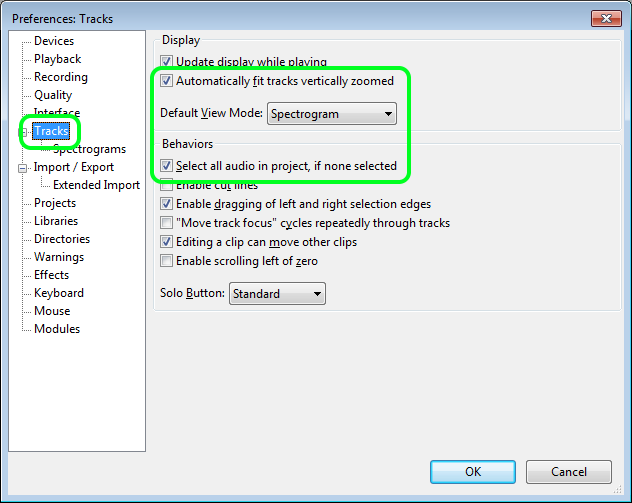 Preferences: Tracks
Devices
Playback
Recording
Quality
Interface
Tracks
Spectrograms
Import / Export
Extended Import
Projects
Libraries
Directories
Warnings
Effects
Keyboard
Mouse
Modules
Display
Update display while playing
Automatically fit tracks vertically zoomed
Default View Mode: Spectrogram
Behaviors
Select all audio in project, if none selected
Enable cut lines
Enable dragging of left and right selection edges
"Move track focus" cycles repeatedly through tracks
Editing a clip can move other clips
Enable scrolling left of zero
Solo Button: Standard
OK Cancel